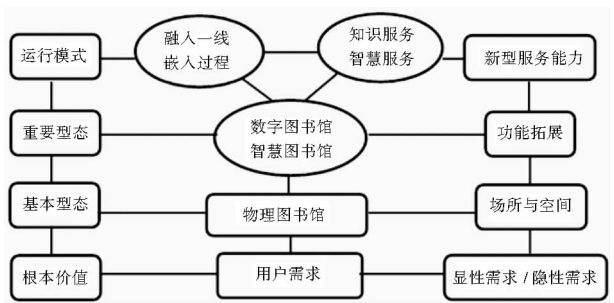 运行模式
融入一线
嵌入过程
知识服务
智慧服务
新型服务能力
重要型态
数字图书馆
智慧图书馆
功能拓展
基本型态
物理图书馆
场所与空间
根本价值
用户需求
显性需求 / 隐性需求